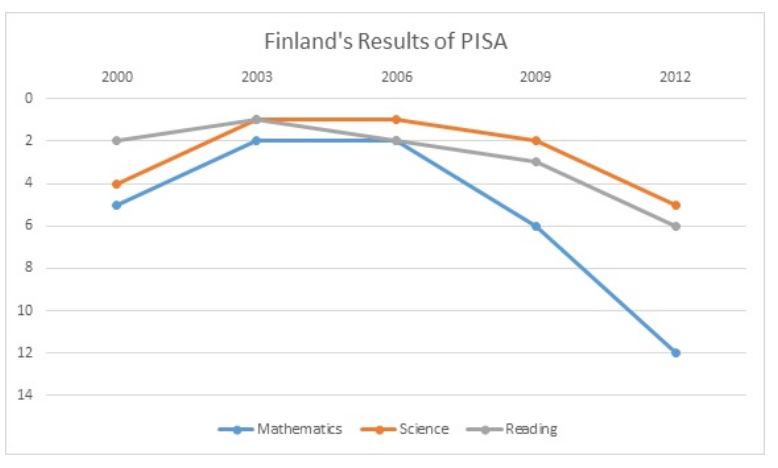 Finland's Results of PISA
2000 2003 2006 2009 2012
0
2
4
6
8
10
12
14
Mathematics Science Reading